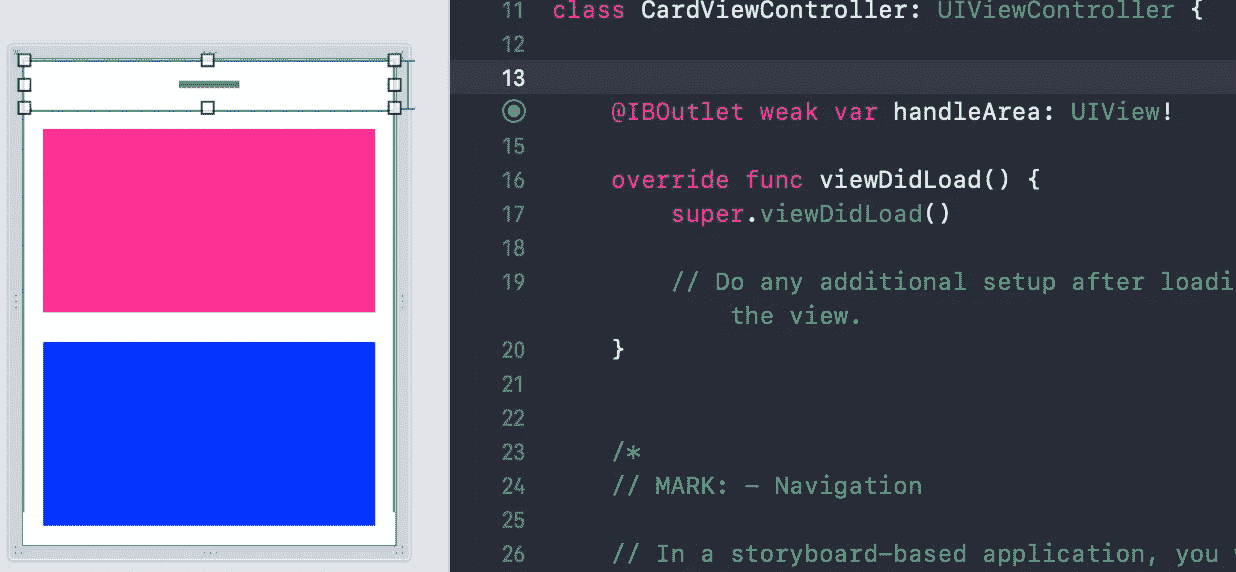 11 class CardViewController: UIViewController {
12
13
@IBOutlet weak var handleArea: UIView!
15
16 override func viewDidLoad() {
17 super.viewDidLoad()
18
19 // Do any additional setup after loadi
the view.
20 }
21
22
23 /*
24 // MARK: - Navigation
25
26 // In a storyboard-based application, you